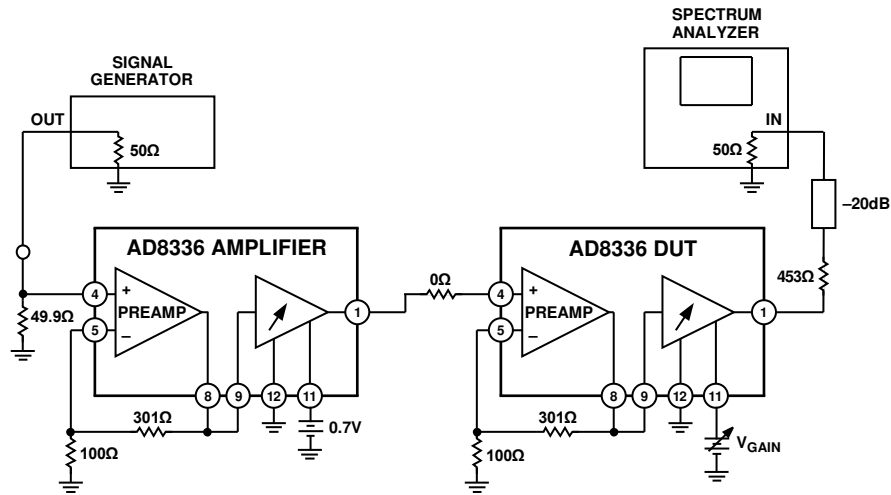 SPECTRUM
ANALYZER
SIGNAL
GENERATOR
OUT
50Ω
IN
50Ω
–20dB
453Ω
AD8336 AMPLIFIER
AD8336 DUT
0Ω
4
+
PREAMP
5
–
1
49.9Ω
8
9
12
11
301Ω
100Ω
0.7V
4
+
PREAMP
5
–
1
8
9
12
11
301Ω
100Ω
VGAIN